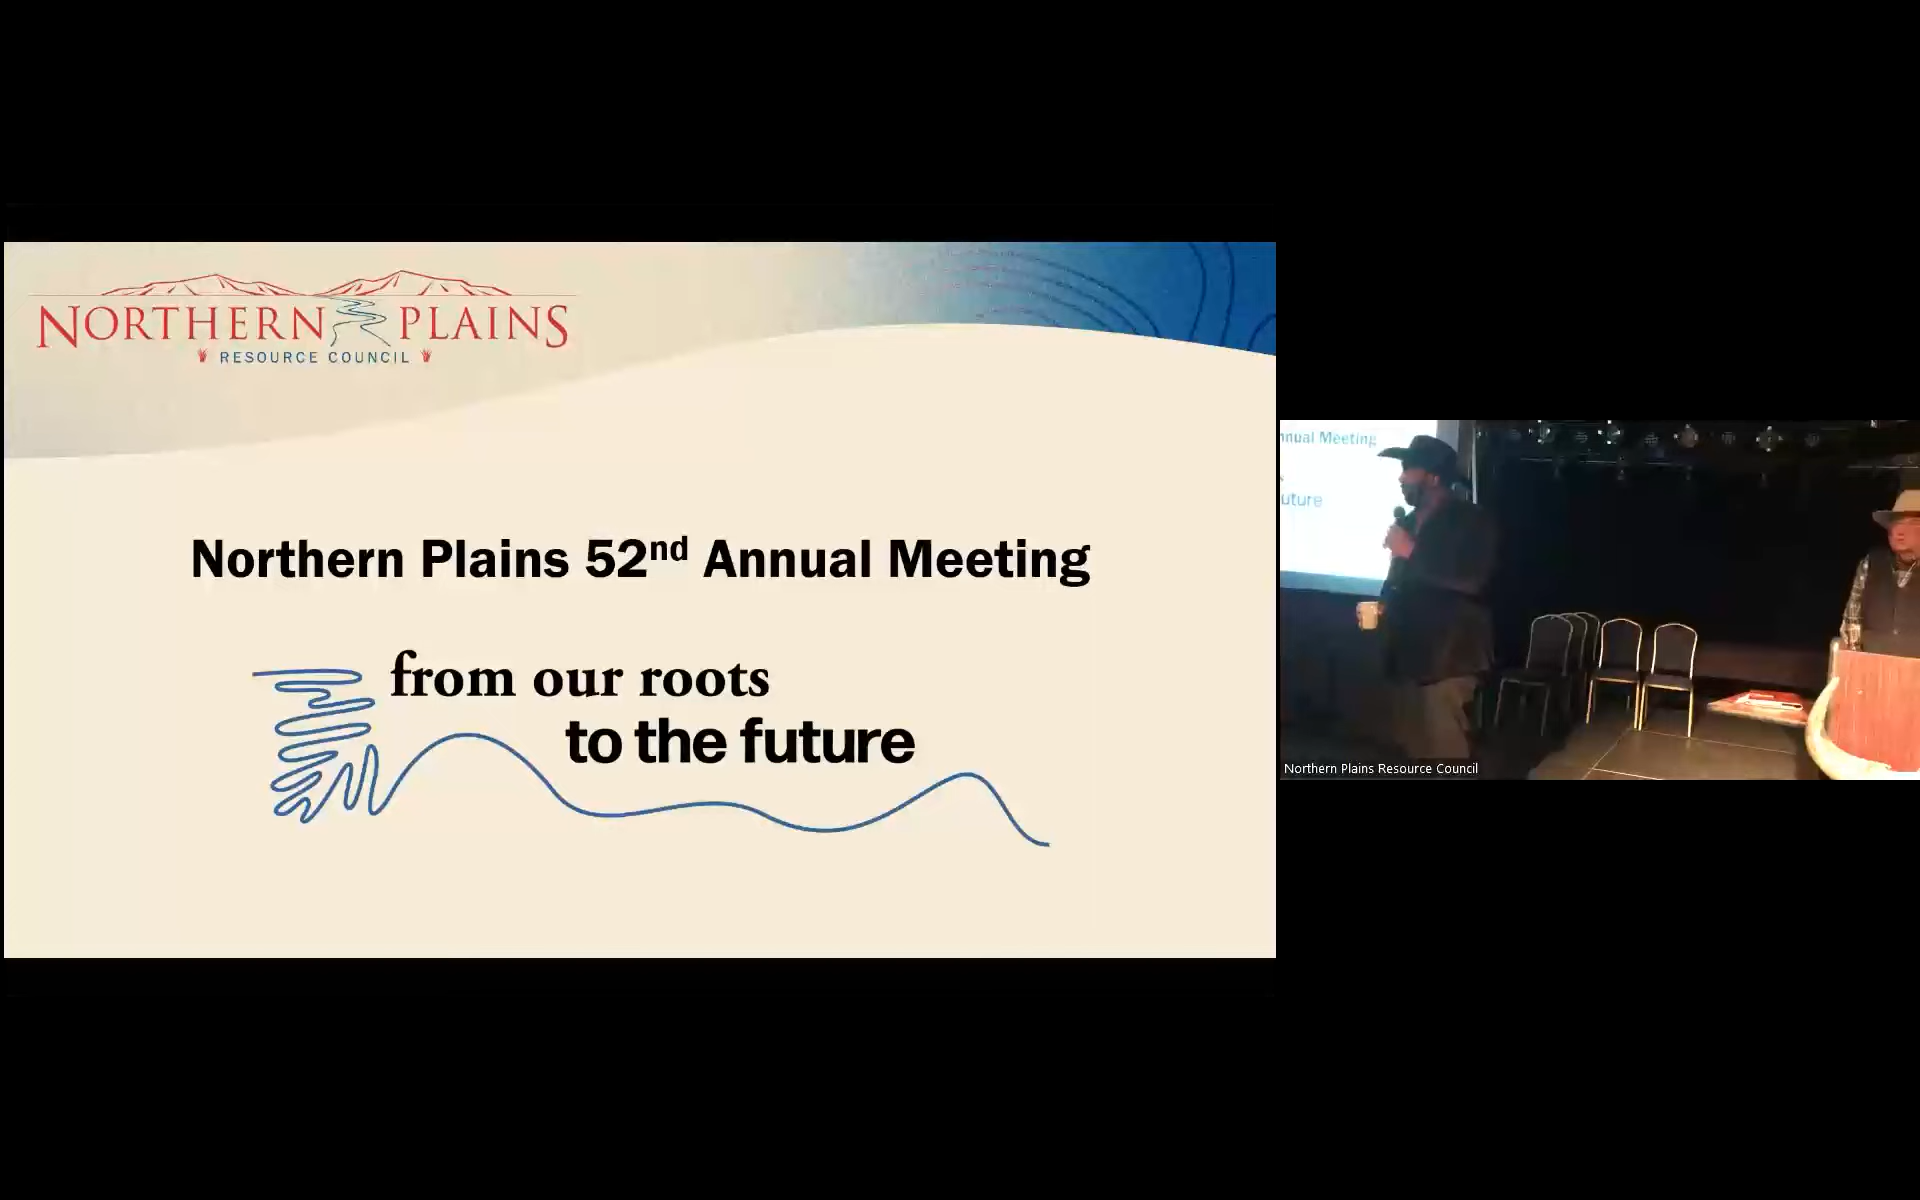 NORTHERN PLAINS
RESOURCE COUNCIL
Northern Plains 52nd Annual Meeting
from our roots
to the future
nnual Meeting
uture
Northern Plains Resource Council